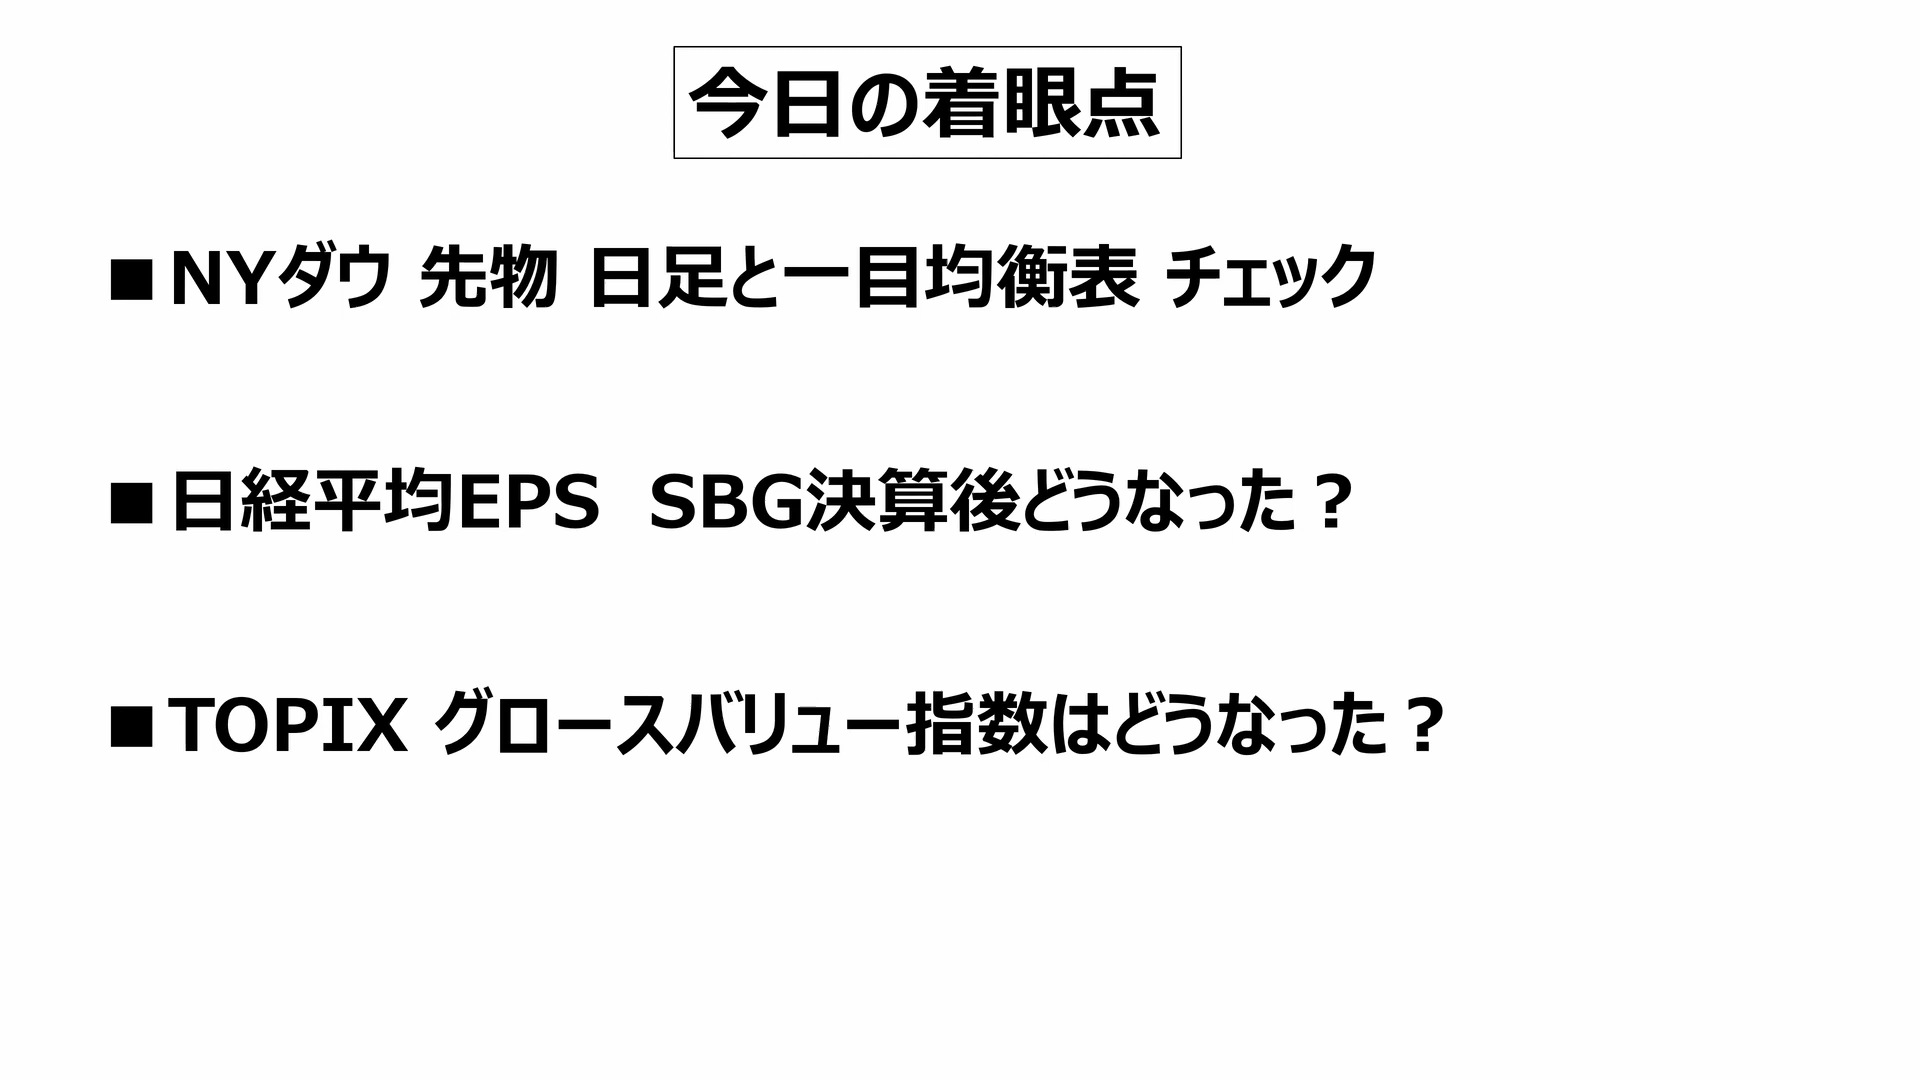 今日の着眼点
■NYダウ 先物 日足と一目均衡表 チェック
■日経平均EPS SBG決算後どうなった？
■TOPIX グロースバリュー指数はどうなった？